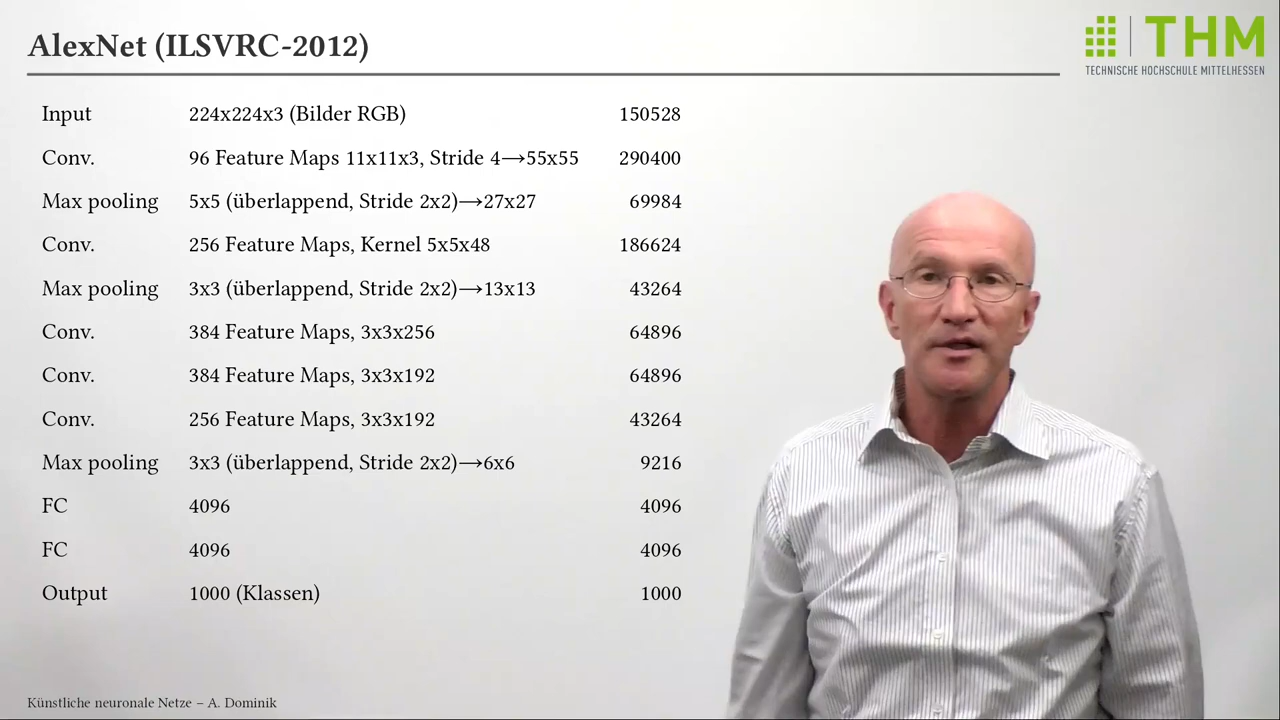 AlexNet (ILSVRC-2012)
THM
TECHNISCHE HOCHSCHULE MITTELHESSEN
Input 224x224x3 (Bilder RGB) 150528
Conv. 96 Feature Maps 11x11x3, Stride 4⟶55x55 290400
Max pooling 5x5 (überlappend, Stride 2x2)⟶27x27 69984
Conv. 256 Feature Maps, Kernel 5x5x48 186624
Max pooling 3x3 (überlappend, Stride 2x2)⟶13x13 43264
Conv. 384 Feature Maps, 3x3x256 64896
Conv. 384 Feature Maps, 3x3x192 64896
Conv. 256 Feature Maps, 3x3x192 43264
Max pooling 3x3 (überlappend, Stride 2x2)⟶6x6 9216
FC 4096 4096
FC 4096 4096
Output 1000 (Klassen) 1000
Künstliche neuronale Netze – A. Dominik